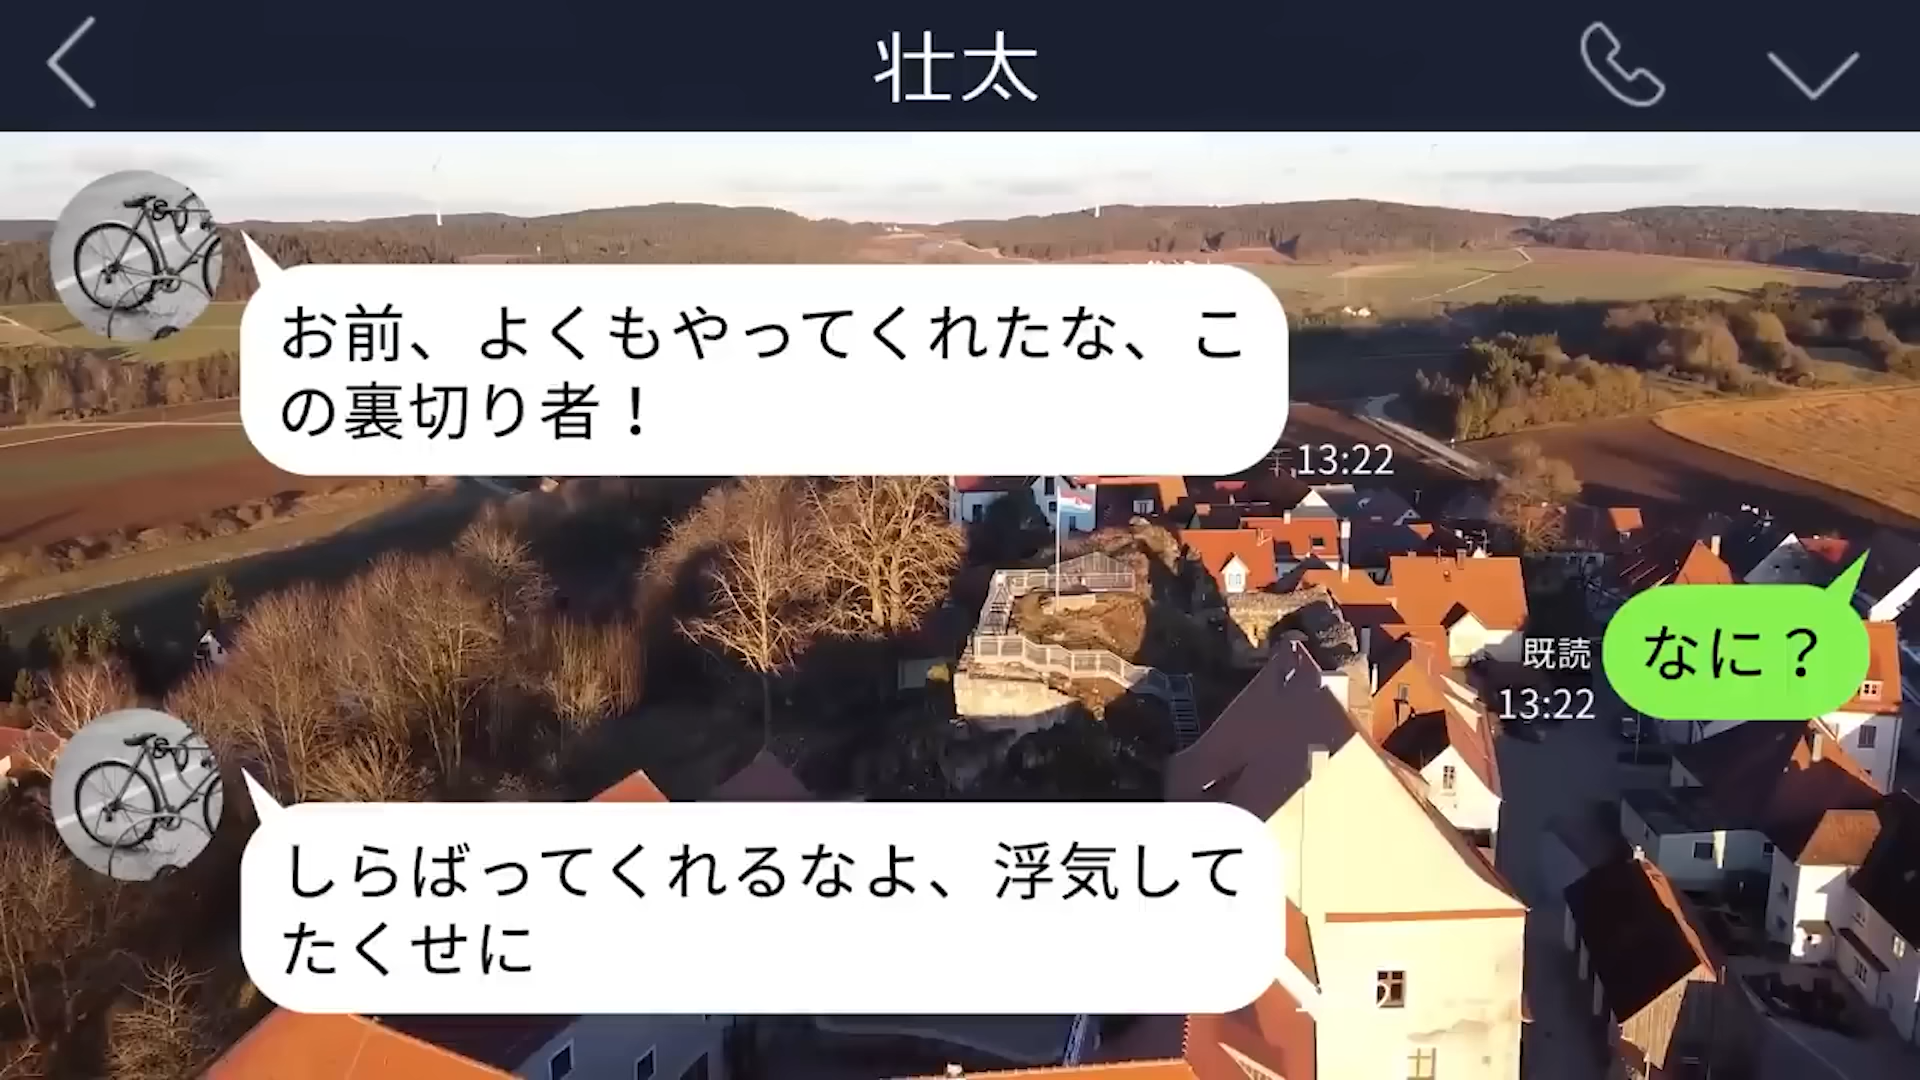 壮太
お前、よくもやってくれたな、こ
の裏切り者！
13:22
なに？
既読
13:22
しらばってくれるなよ、浮気して
たくせに